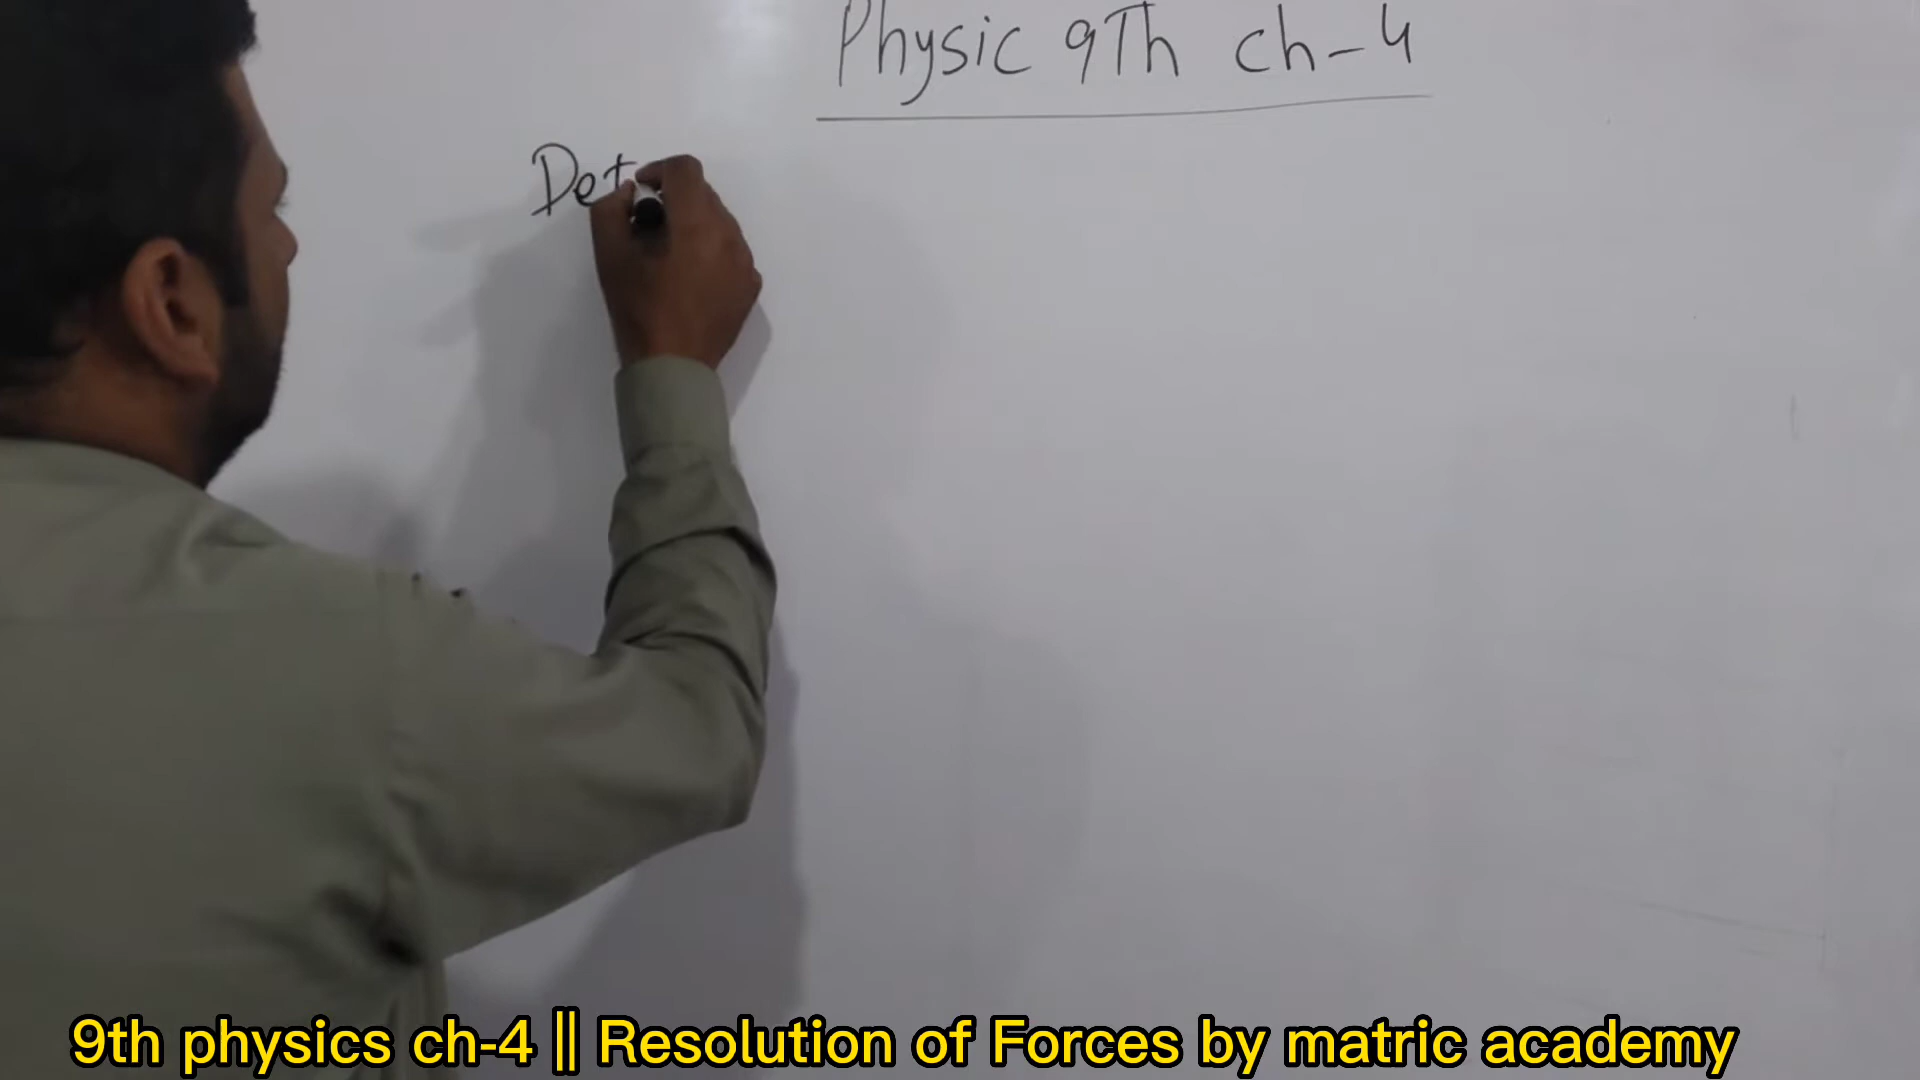 Physic 9Th ch-4
Det
9th physics ch-4 || Resolution of Forces by matric academy